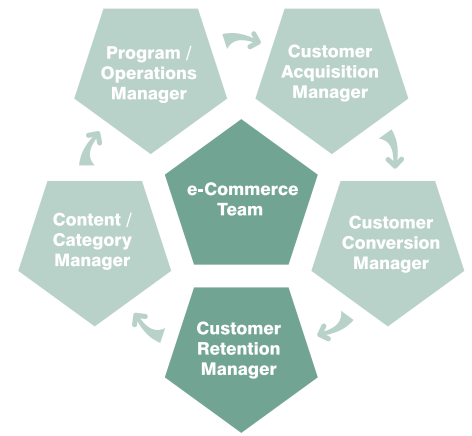 Program /
Operations
Manager
Customer
Acquisition
Manager
e-Commerce
Team
Content /
Category
Manager
Customer
Conversion
Manager
Customer
Retention
Manager